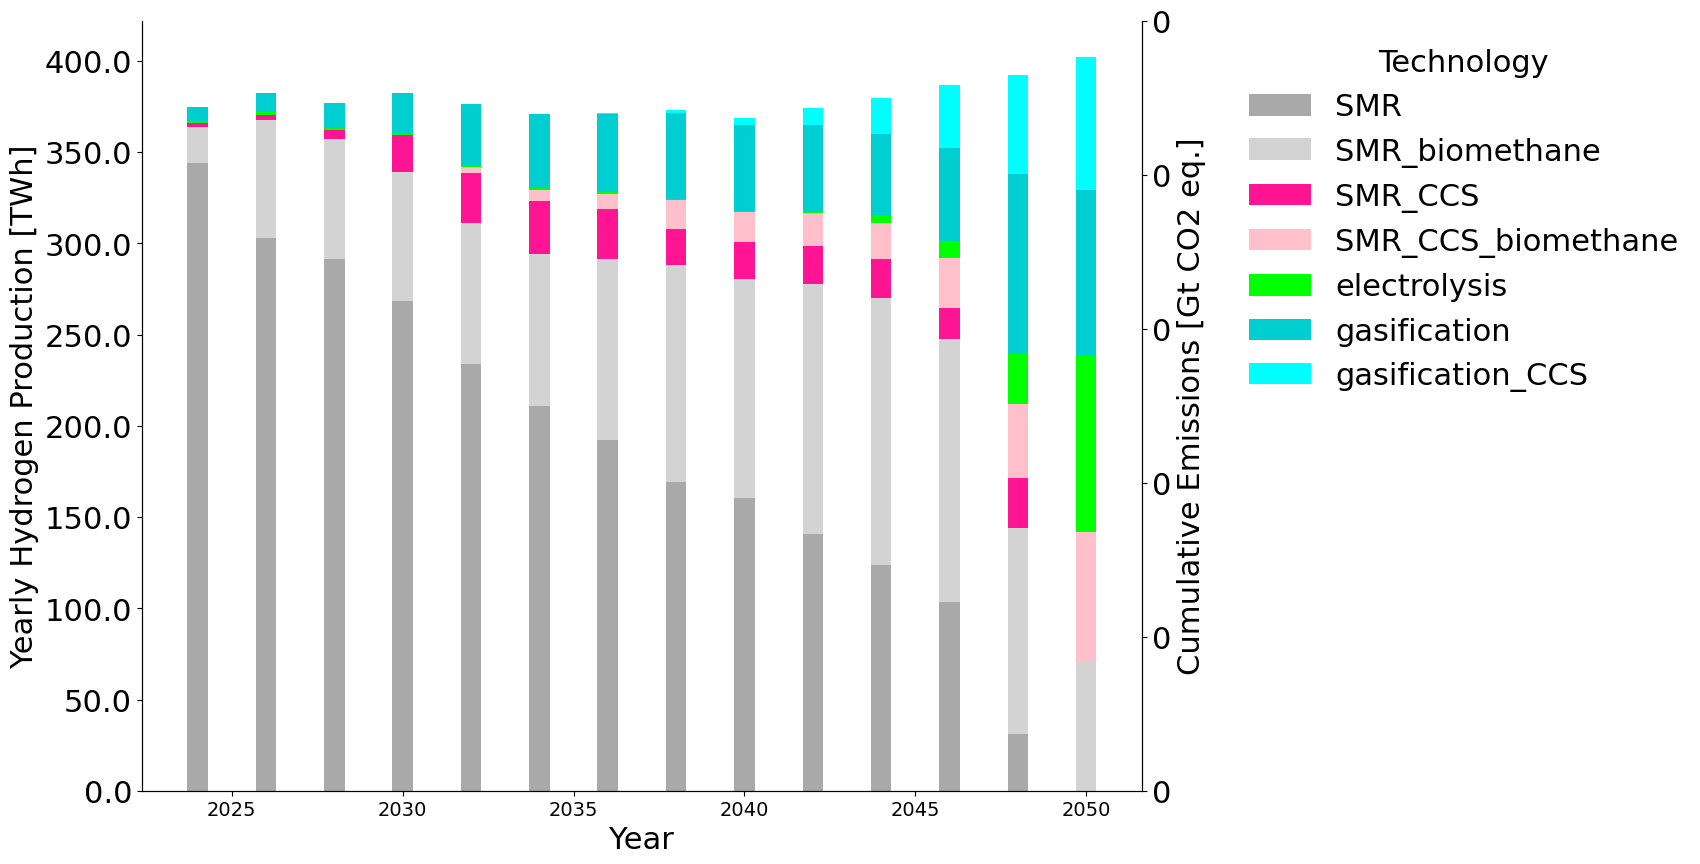 Yearly Hydrogen Production [TWh]
400.0
350.0
300.0
250.0
200.0
150.0
100.0
50.0
0.0
2025
2030
2035
2040
2045
2050
Year
0
0
0
0
0
0
Cumulative Emissions [Gt CO2 eq.]
Technology
SMR
SMR_biomethane
SMR_CCS
SMR_CCS_biomethane
electrolysis
gasification
gasification_CCS